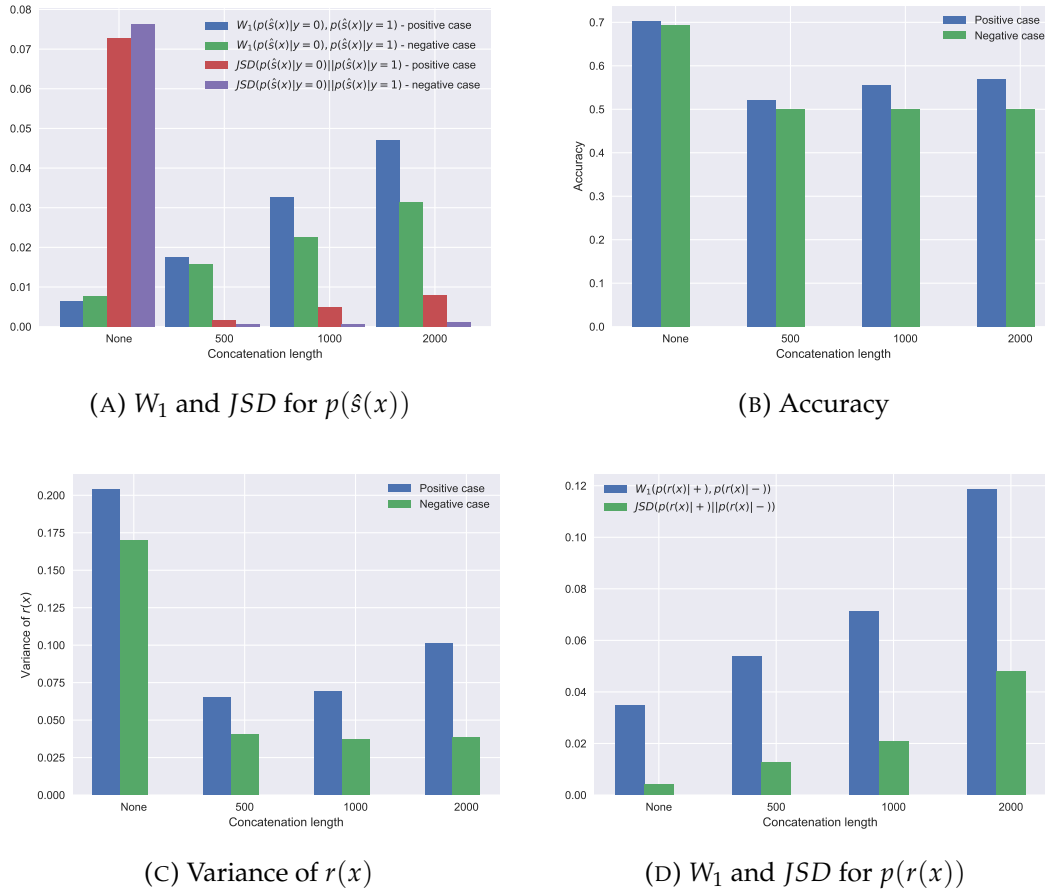 0.08
0.07
0.06
0.05
0.04
0.03
0.02
0.01
0.00
W₁(p(ŝ(x)|y = 0), p(ŝ(x)|y = 1) - positive case
W₁(p(ŝ(x)|y = 0), p(ŝ(x)|y = 1) - negative case
JSD(p(ŝ(x)|y = 0)||p(ŝ(x)|y = 1) - positive case
JSD(p(ŝ(x)|y = 0)||p(ŝ(x)|y = 1) - negative case
None 500 1000 2000
Concatenation length
(A) W₁ and JSD for p(ŝ(x))
0.7
0.6
0.5
0.4
0.3
0.2
0.1
0.0
Accuracy
Positive case
Negative case
None 500 1000 2000
Concatenation length
(B) Accuracy
0.200
0.175
0.150
0.125
0.100
0.075
0.050
0.025
0.000
Variance of r(x)
Positive case
Negative case
None 500 1000 2000
Concatenation length
(C) Variance of r(x)
0.12
0.10
0.08
0.06
0.04
0.02
0.00
W₁(p(r(x)| + ), p(r(x)| − ))
JSD(p(r(x)| + )||p(r(x)| − ))
None 500 1000 2000
Concatenation length
(D) W₁ and JSD for p(r(x))